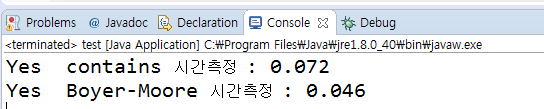 Problems @ Javadoc Declaration Console Debug
<terminated> test [Java Application] C:₩Program Files₩Java₩jre1.8.0_40₩bin₩javaw.exe
Yes contains 시간측정 : 0.072
Yes Boyer-Moore 시간측정 : 0.046